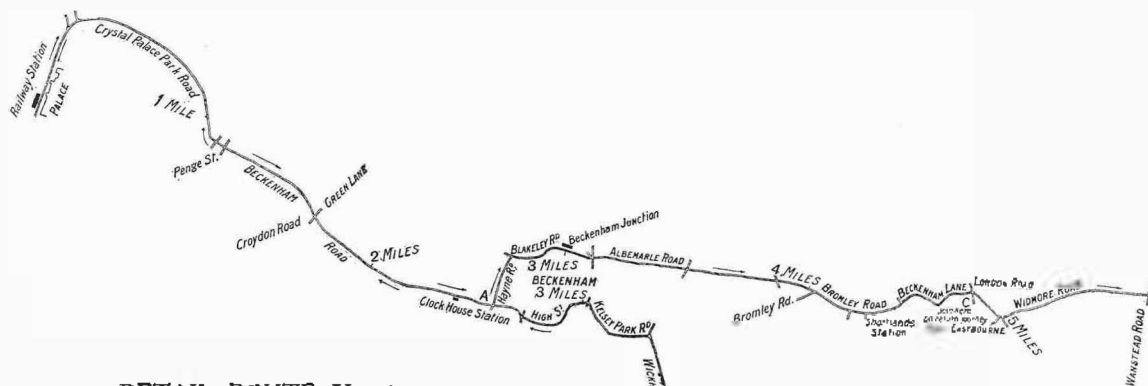 Railway Station
PALACE
Crystal Palace Park Road
1 MILE
Penge St.
BECKENHAM
ROAD
Croydon Road
GREEN LANE
2 MILES
Clock House Station
A
Hayne Rd
BLAKELEY RD
Beckenham Junction
3 MILES
BECKENHAM
3 MILES
HIGH ST.
KELSEY PARK RD
ALBEMARLE ROAD
4 MILES
Bromley Rd.
BROMLEY ROAD
Shortlands
Station
BECKENHAM LANE
London Road
C
on return journey
EASTBOURNE
5 MILES
WIDMORE ROAD
WANSTEAD ROAD